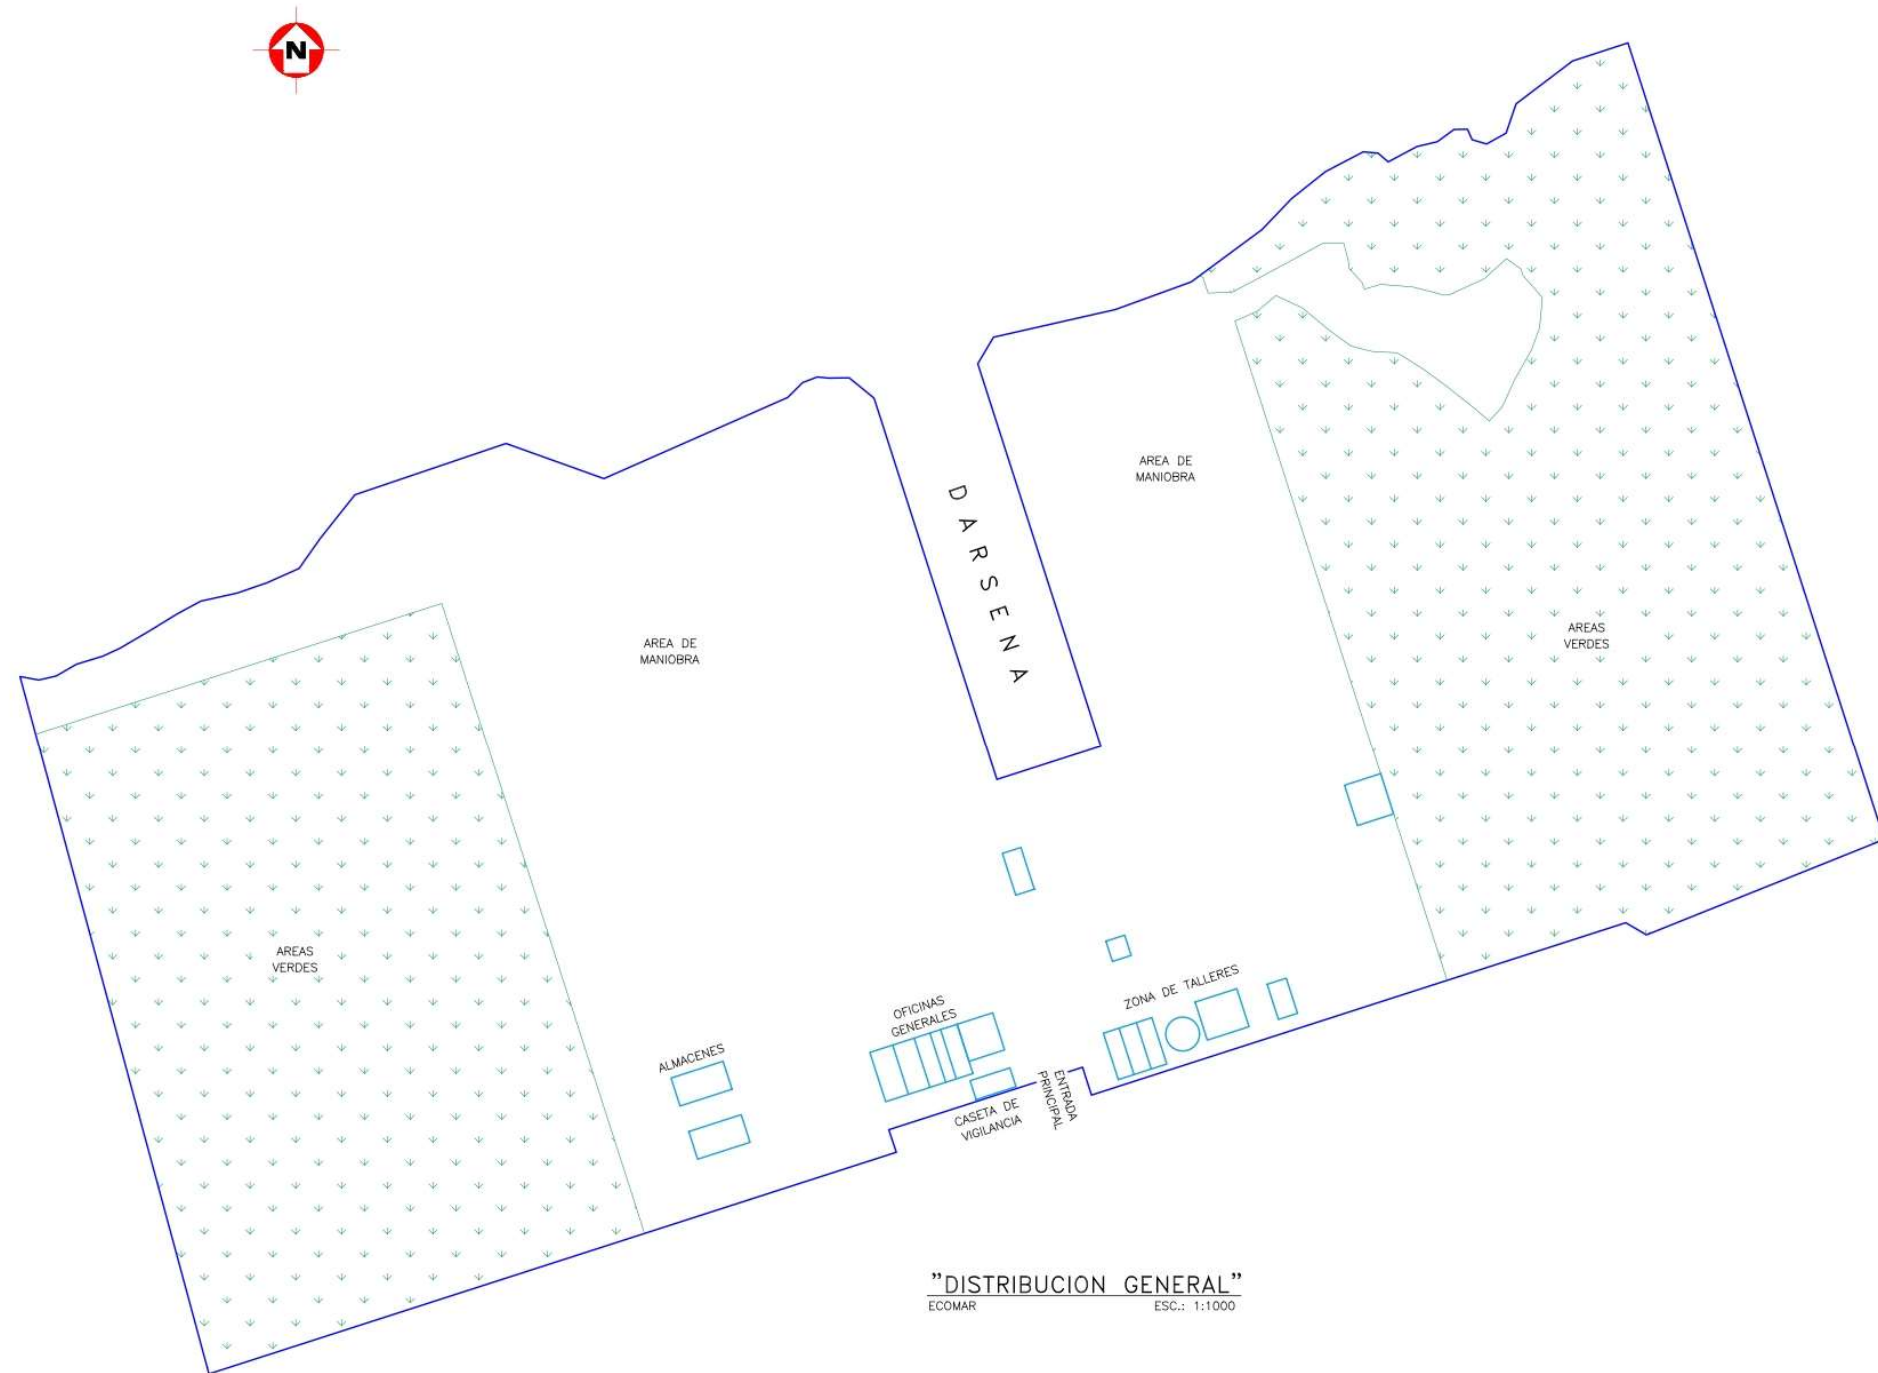 N
AREA DE
MANIOBRA
D A R S E N A
AREA DE
MANIOBRA
AREAS
VERDES
AREAS
VERDES
ZONA DE TALLERES
OFICINAS
GENERALES
ALMACENES
ENTRADA
PRINCIPAL
CASETA DE
VIGILANCIA
"DISTRIBUCION GENERAL"
ECOMAR ESC.: 1:1000